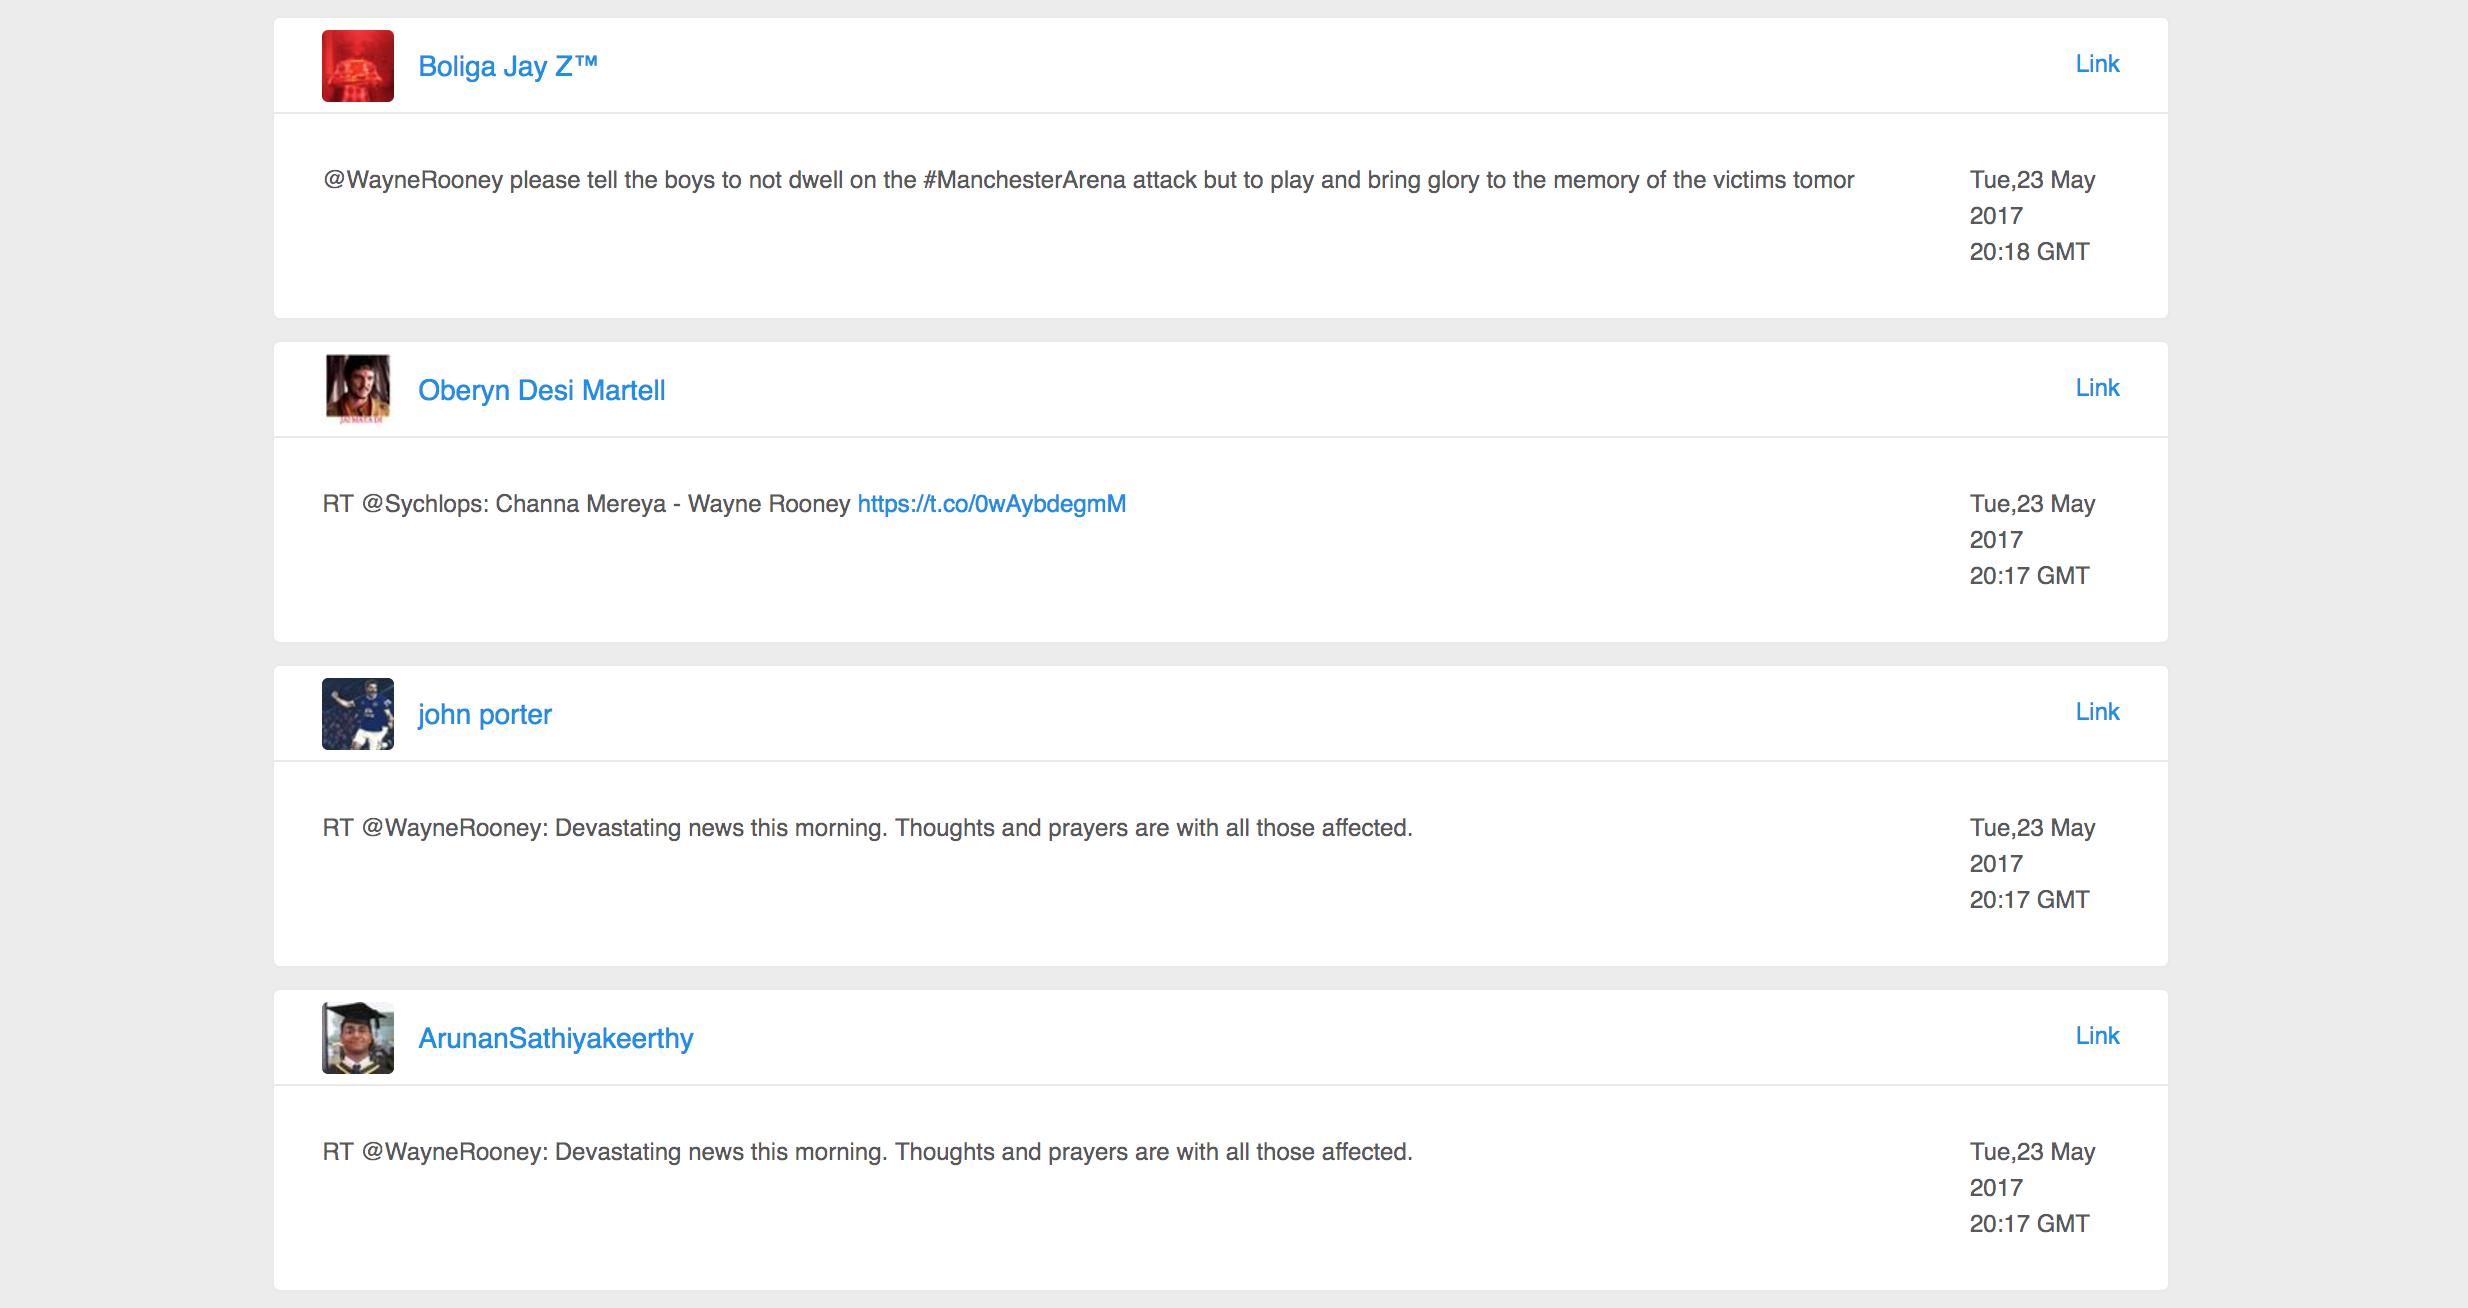 Boligа Jay Z™
Link
@WayneRooney please tell the boys to not dwell on the #ManchesterArena attack but to play and bring glory to the memory of the victims tomor
Tue,23 May
2017
20:18 GMT
JAI MATA DI
Oberyn Desi Martell
Link
RT @Sychlops: Channa Mereya - Wayne Rooney https://t.co/0wAybdegmM
Tue,23 May
2017
20:17 GMT
john porter
Link
RT @WayneRooney: Devastating news this morning. Thoughts and prayers are with all those affected.
Tue,23 May
2017
20:17 GMT
ArunanSathiyakeerthy
Link
RT @WayneRooney: Devastating news this morning. Thoughts and prayers are with all those affected.
Tue,23 May
2017
20:17 GMT